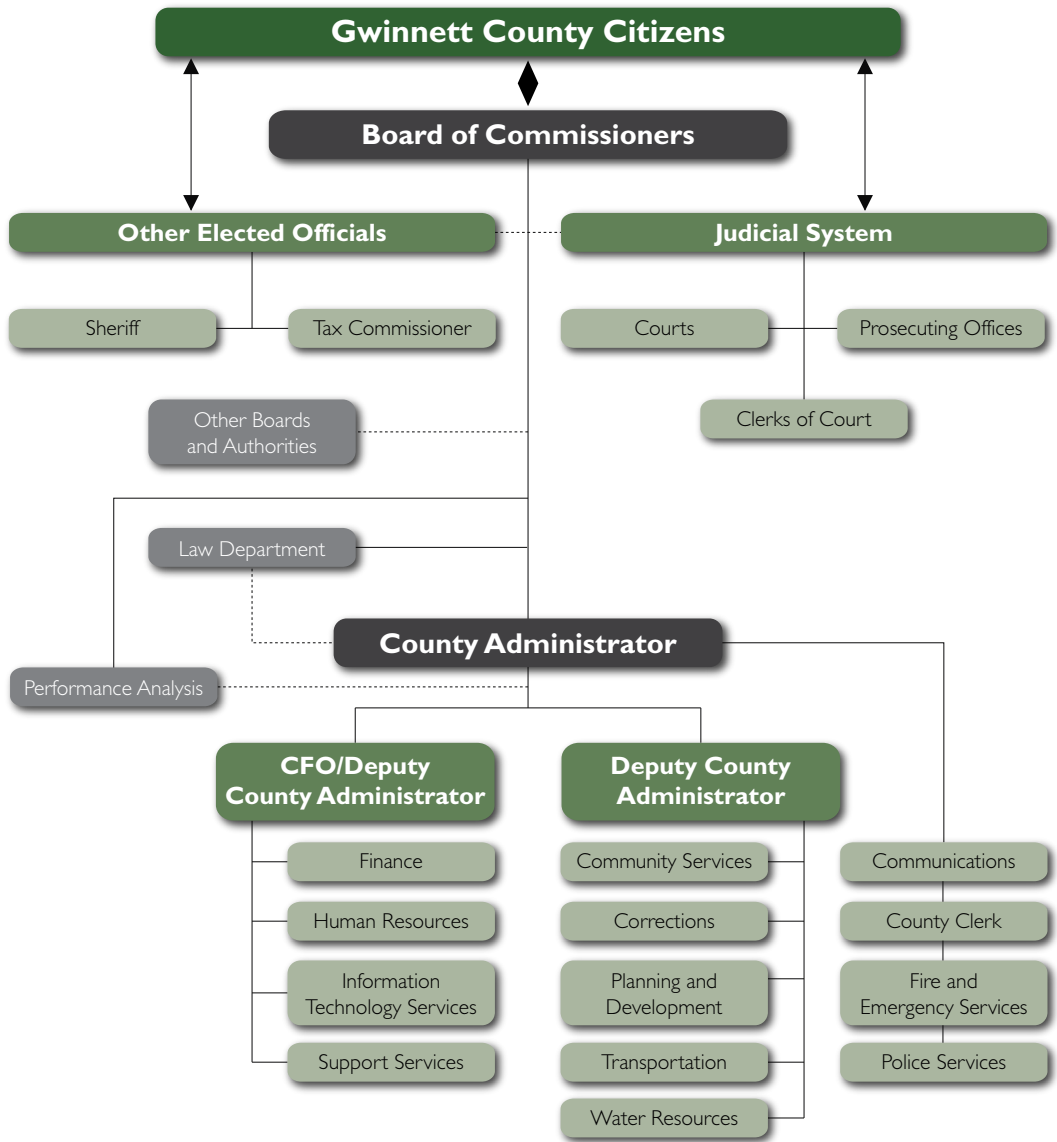 Gwinnett County Citizens
Board of Commissioners
Other Elected Officials
Judicial System
Sheriff
Tax Commissioner
Courts
Prosecuting Offices
Clerks of Court
Other Boards
and Authorities
Law Department
County Administrator
Performance Analysis
CFO/Deputy
County Administrator
Deputy County
Administrator
Finance
Human Resources
Information
Technology Services
Support Services
Community Services
Corrections
Planning and
Development
Transportation
Water Resources
Communications
County Clerk
Fire and
Emergency Services
Police Services